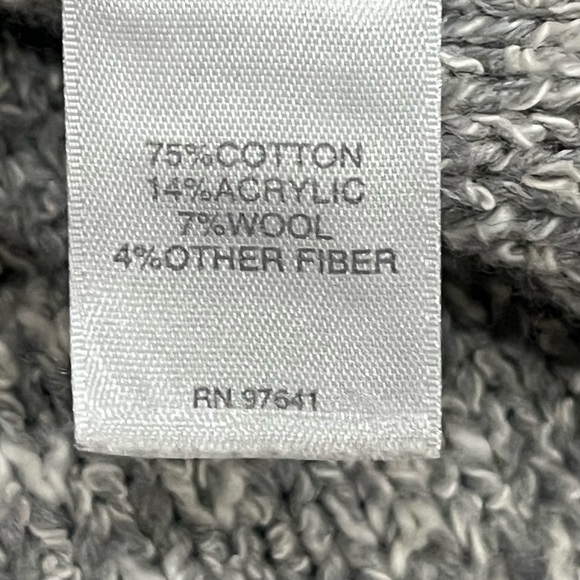 75%COTTON
14%ACRYLIC
7%WOOL
4%OTHER FIBER
RN 97641